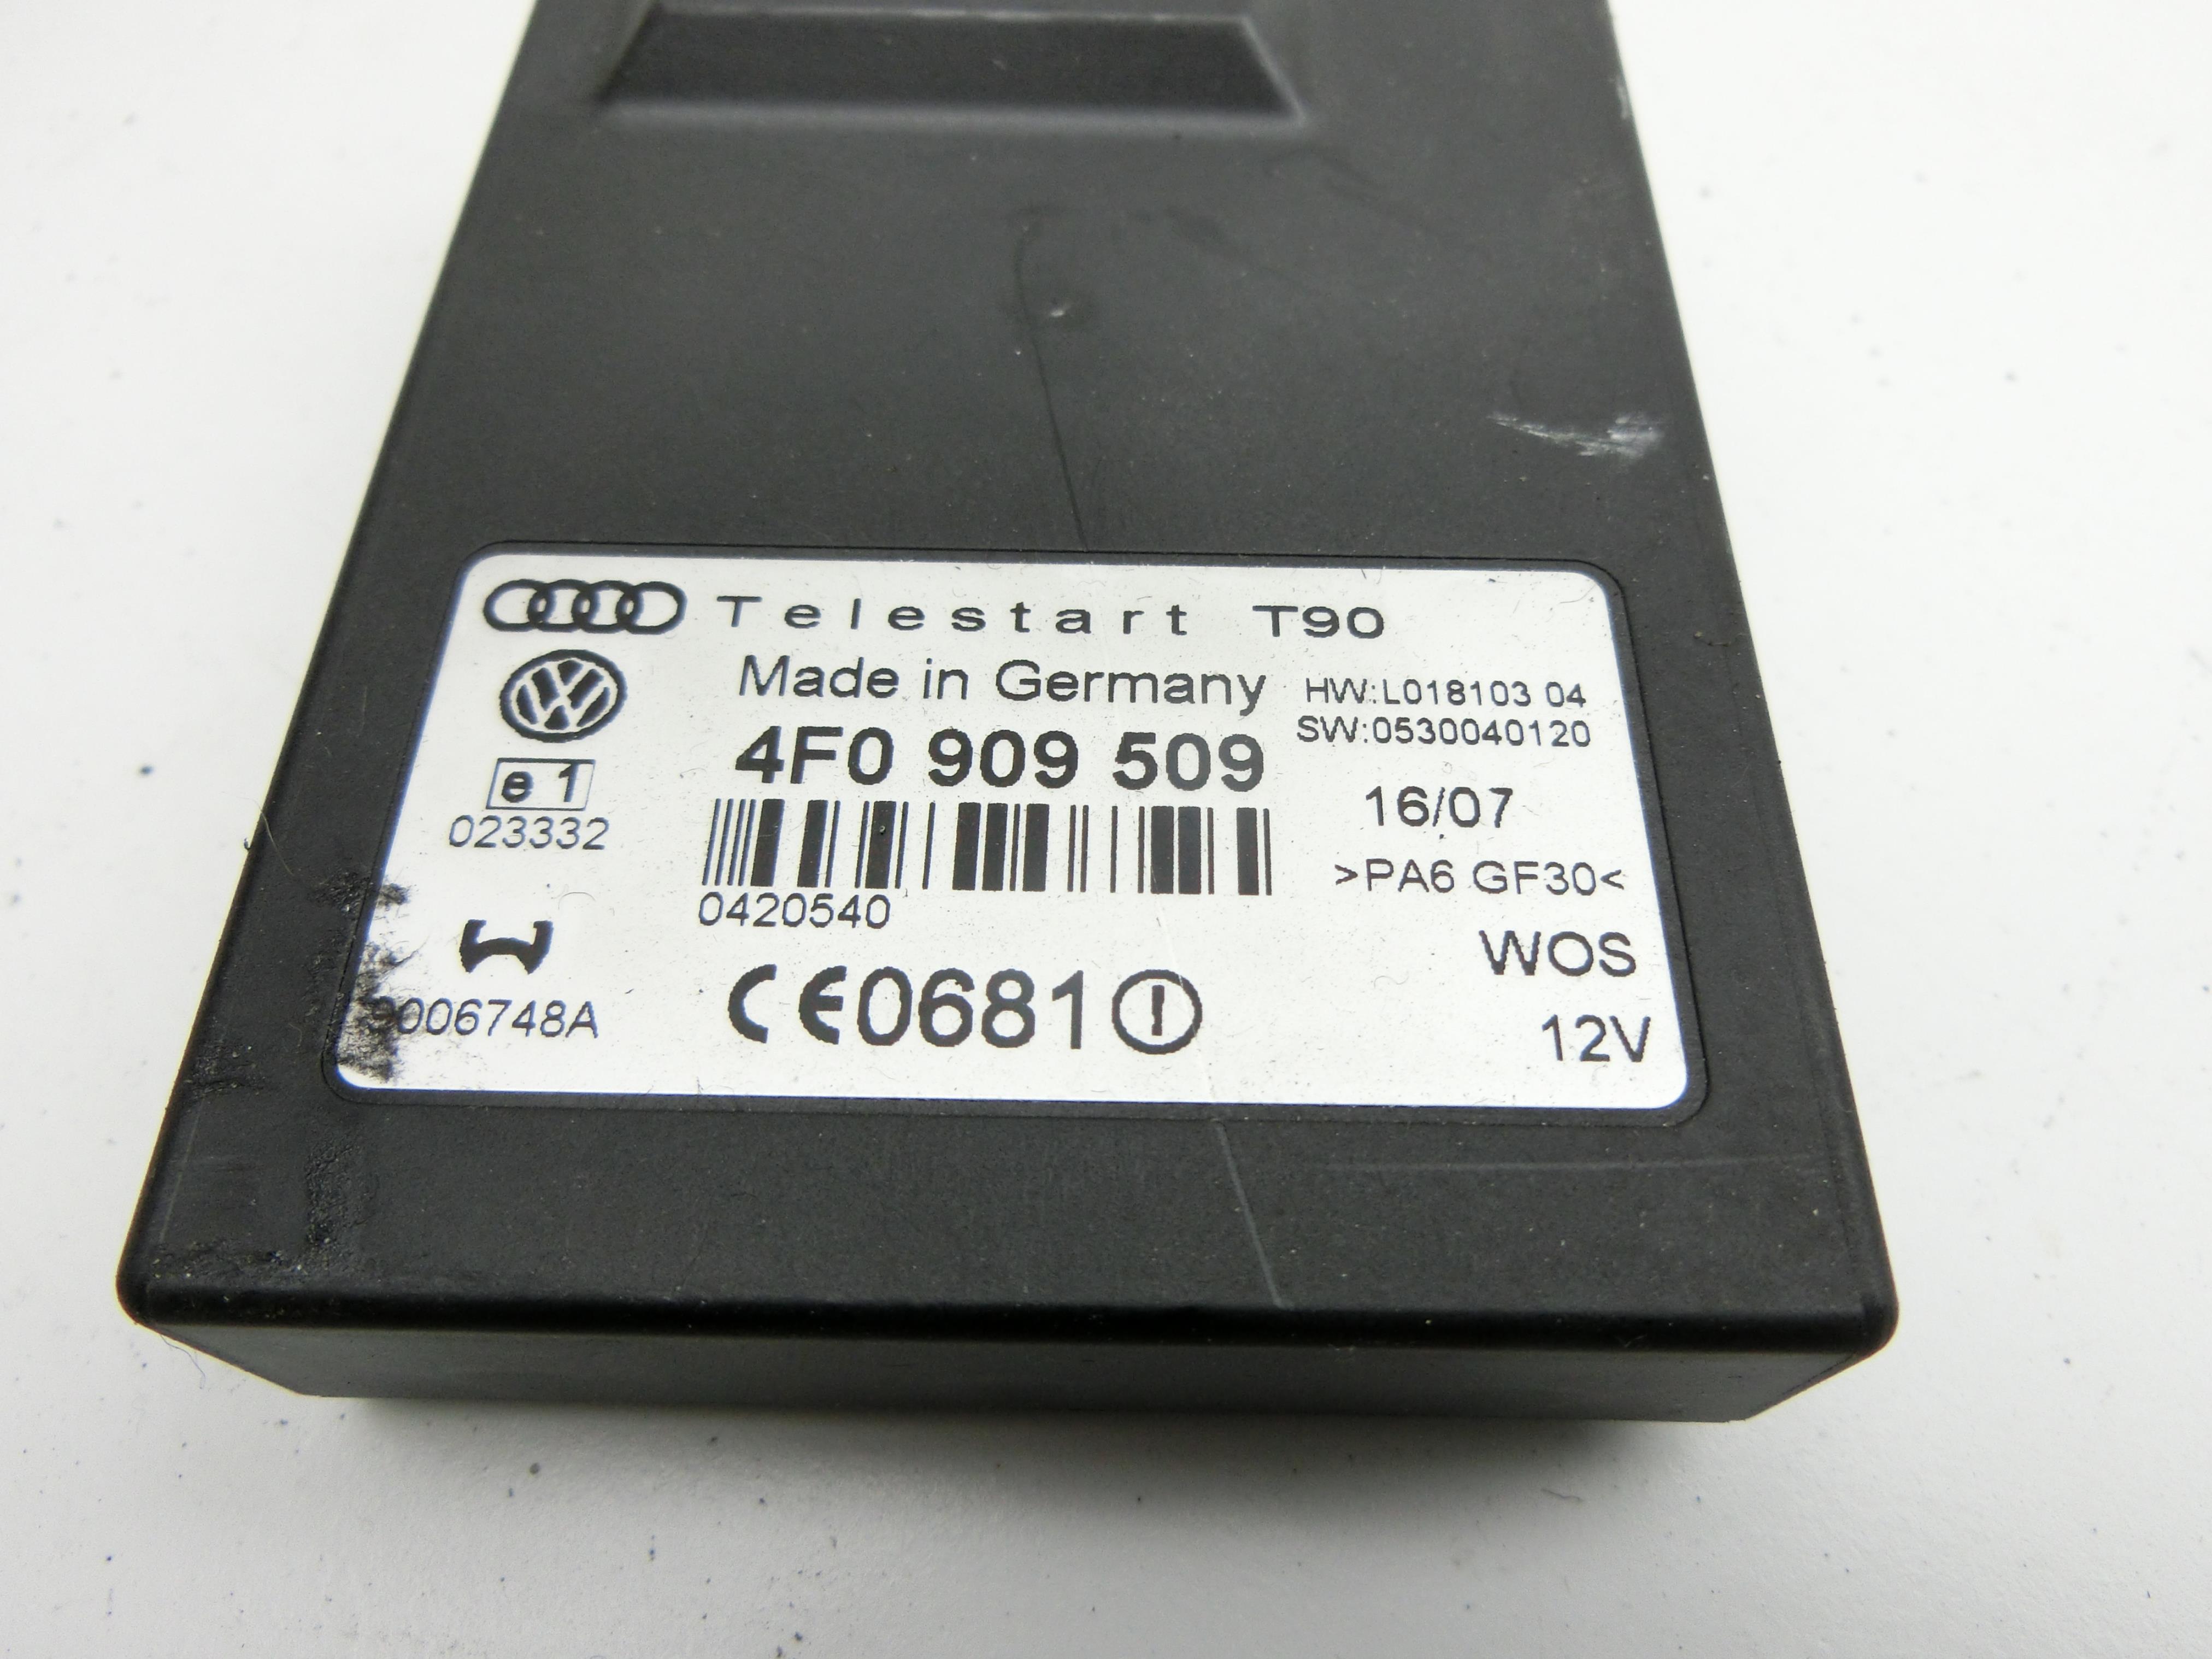 Telestart T90
Made in Germany
HW:L018103 04
SW:0530040120
4F0 909 509
e 1
023332
16/07
>PA6 GF30<
0420540
WOS
9006748A
CE0681
12V